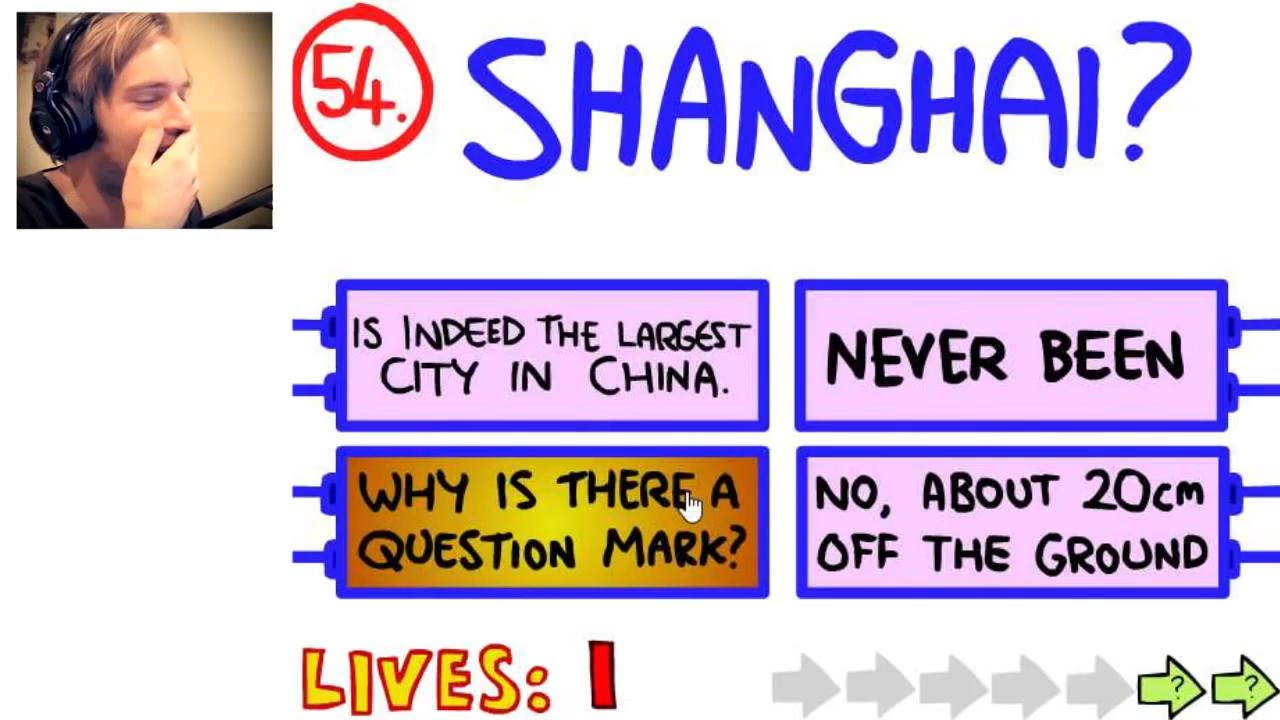 54.
SHANGHAI?
IS INDEED THE LARGEST
CITY IN CHINA.
NEVER BEEN
WHY IS THERE A
QUESTION MARK?
NO, ABOUT 20cm
OFF THE GROUND
LIVES: 1
? ?